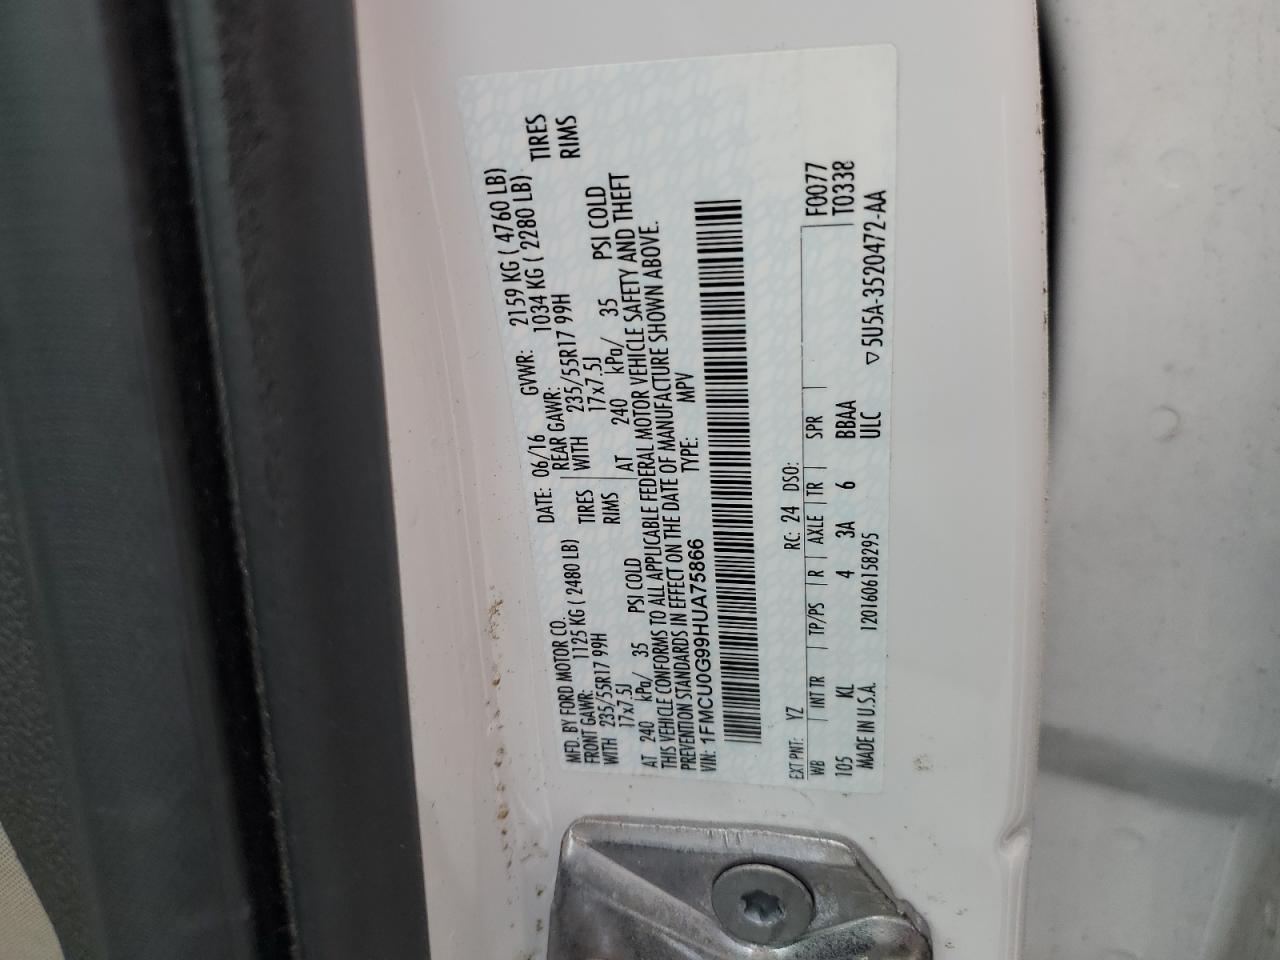 MFD. BY FORD MOTOR CO.
DATE: 06/16 GVWR: 2159 KG ( 4760 LB)
FRONT GAWR: 1125 KG ( 2480 LB) REAR GAWR: 1034 KG ( 2280 LB)
WITH 235/55R17 99H TIRES WITH 235/55R17 99H TIRES
17x7.5J RIMS 17x7.5J RIMS
AT 240 kPa/ 35 PSI COLD AT 240 kPa/ 35 PSI COLD
THIS VEHICLE CONFORMS TO ALL APPLICABLE FEDERAL MOTOR VEHICLE SAFETY AND THEFT
PREVENTION STANDARDS IN EFFECT ON THE DATE OF MANUFACTURE SHOWN ABOVE.
VIN: 1FMCU0G99HUA75866 TYPE: MPV
EXT PNT: YZ RC: 24 DSO: F0077
WB INT TR TP/PS R AXLE TR SPR T0338
105 KL 4 3A 6 BBAA
MADE IN U.S.A. 1201606158295 ULC ▽5U5A-3520472-AA